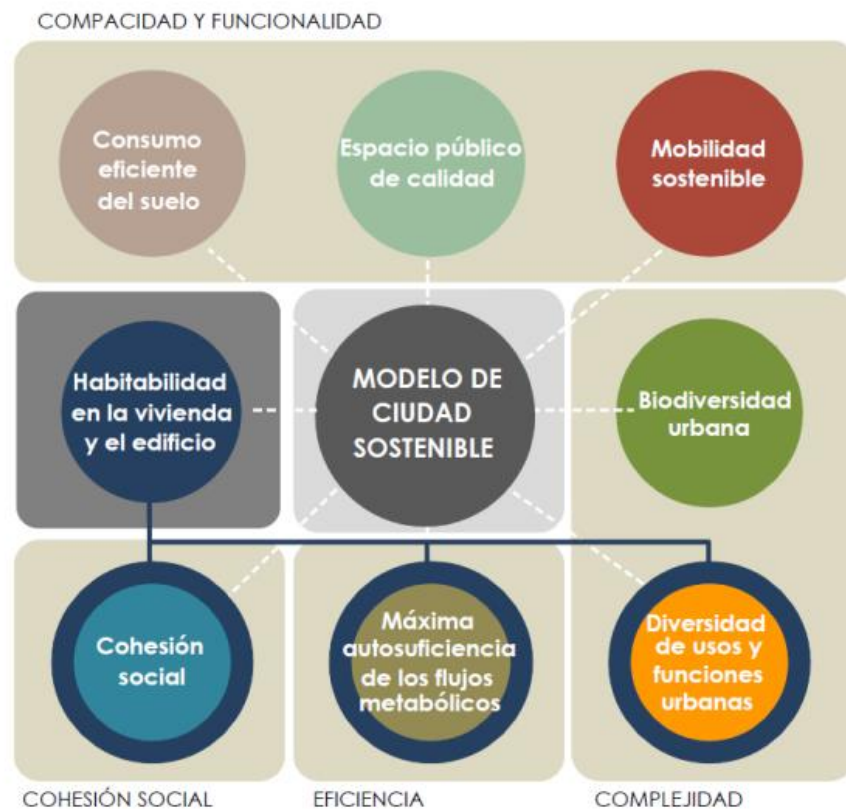 COMPACIDAD Y FUNCIONALIDAD
Consumo
eficiente
del suelo
Espacio público
de calidad
Mobilidad
sostenible
Habitabilidad
en la vivienda
y el edificio
MODELO DE
CIUDAD
SOSTENIBLE
Biodiversidad
urbana
Cohesión
social
Máxima
autosuficiencia
de los flujos
metabólicos
Diversidad
de usos y
funciones
urbanas
COHESIÓN SOCIAL
EFICIENCIA
COMPLEJIDAD